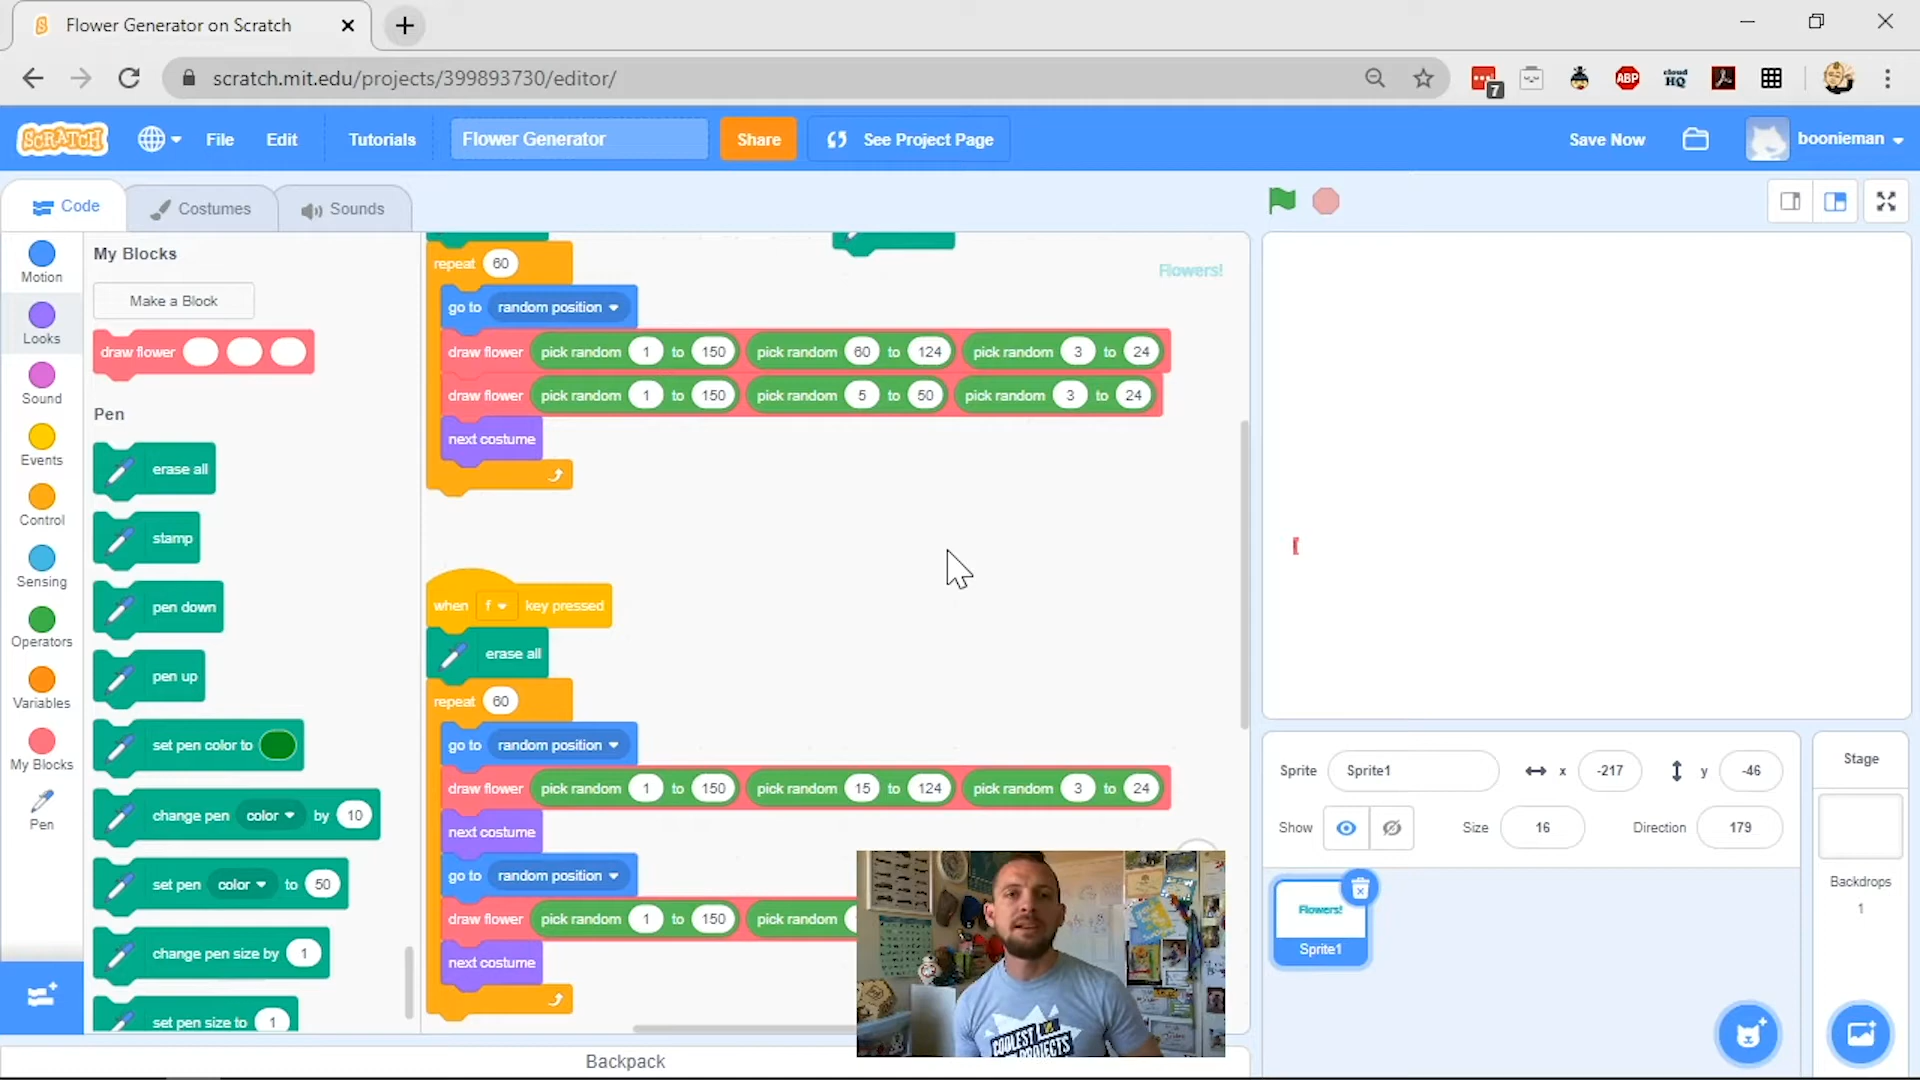 Flower Generator on Scratch
scratch.mit.edu/projects/399893730/editor/
7
ABP
cloud HQ
SCRATCH
File
Edit
Tutorials
Flower Generator
Share
See Project Page
Save Now
boonieman
Code
Costumes
Sounds
Motion
Looks
Sound
Events
Control
Sensing
Operators
Variables
My Blocks
Pen
My Blocks
Make a Block
draw flower
Pen
erase all
stamp
pen down
pen up
set pen color to
change pen color by 10
set pen color to 50
change pen size by 1
set pen size to 1
repeat 60
go to random position
draw flower pick random 1 to 150 pick random 60 to 124 pick random 3 to 24
draw flower pick random 1 to 150 pick random 5 to 50 pick random 3 to 24
next costume
Flowers!
when f key pressed
erase all
repeat 60
go to random position
draw flower pick random 1 to 150 pick random 15 to 124 pick random 3 to 24
next costume
go to random position
draw flower pick random 1 to 150 pick random
next costume
COOLEST
PROJECTS
Backpack
Sprite Sprite1 x -217 y -46
Show Size 16 Direction 179
Flowers!
Sprite1
Stage
Backdrops
1